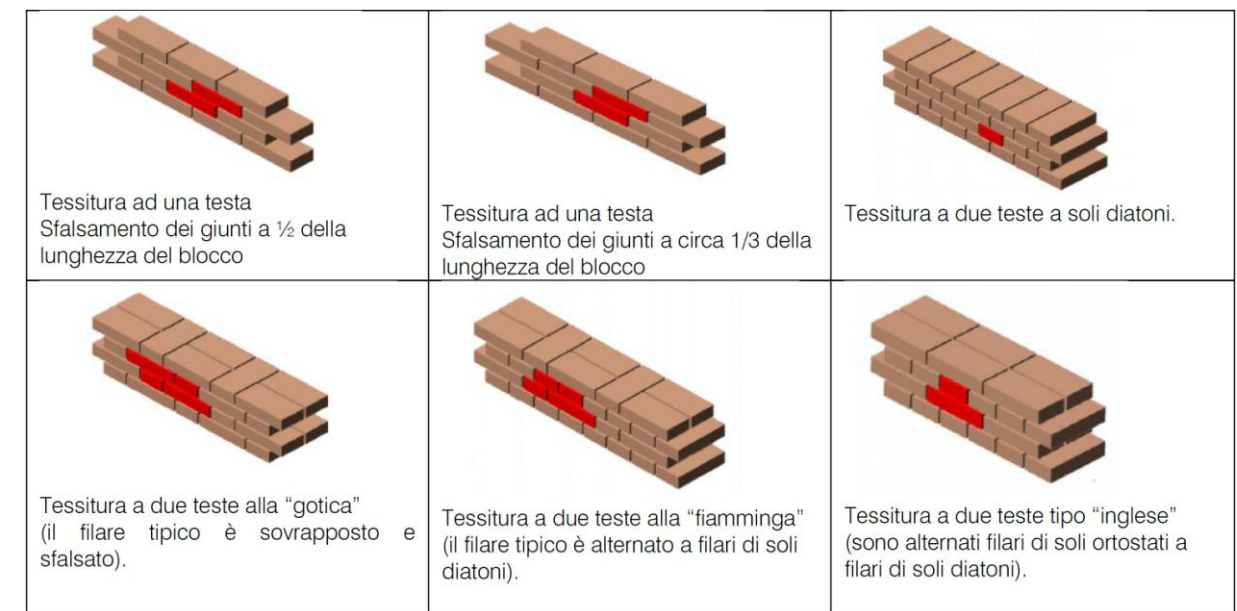 Tessitura ad una testa
Sfalsamento dei giunti a ½ della
lunghezza del blocco
Tessitura ad una testa
Sfalsamento dei giunti a circa 1/3 della
lunghezza del blocco
Tessitura a due teste a soli diatoni.
Tessitura a due teste alla “gotica”
(il filare tipico è sovrapposto e
sfalsato).
Tessitura a due teste alla “fiamminga”
(il filare tipico è alternato a filari di soli
diatoni).
Tessitura a due teste tipo “inglese”
(sono alternati filari di soli ortostati a
filari di soli diatoni).